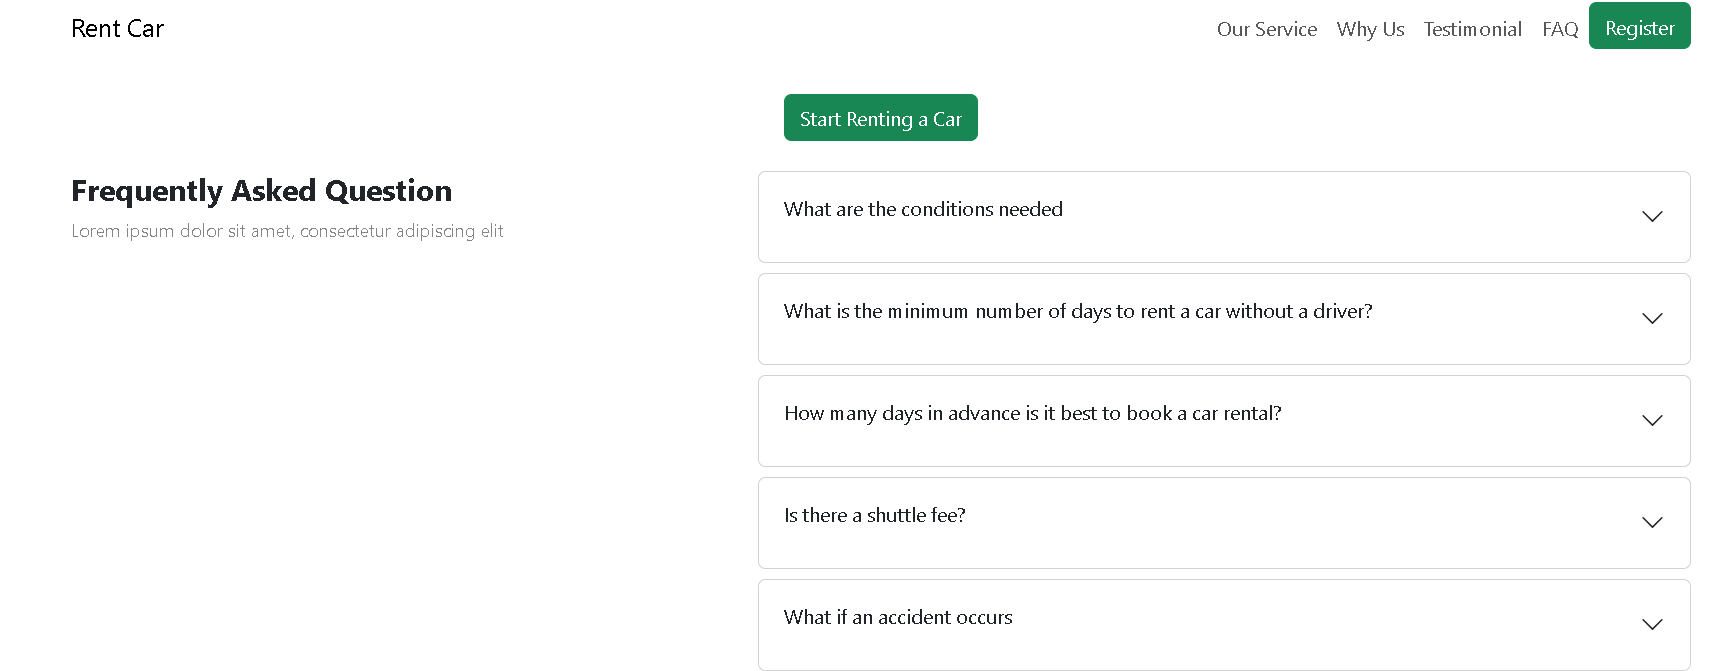 Rent Car
Our Service
Why Us
Testimonial
FAQ
Register
Start Renting a Car
Frequently Asked Question
Lorem ipsum dolor sit amet, consectetur adipiscing elit
What are the conditions needed
What is the minimum number of days to rent a car without a driver?
How many days in advance is it best to book a car rental?
Is there a shuttle fee?
What if an accident occurs